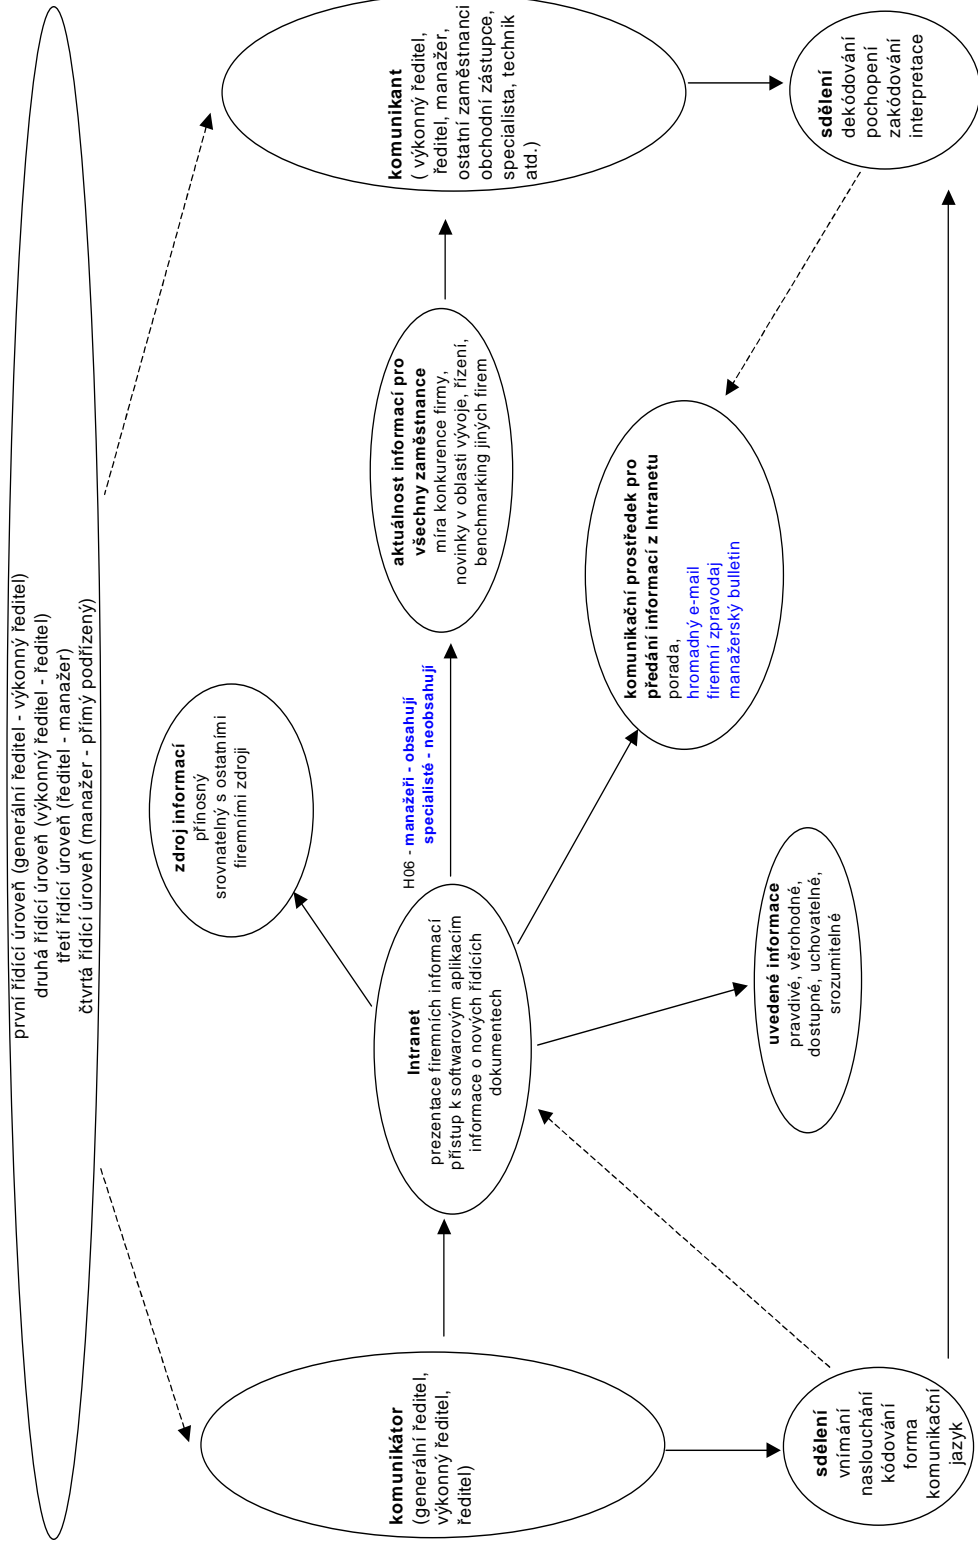 první řídící úroveň (generální ředitel - výkonný ředitel)
druhá řídící úroveň (výkonný ředitel - ředitel)
třetí řídící úroveň (ředitel - manažer)
čtvrtá řídící úroveň (manažer - přímý podřízený)
komunikátor
(generální ředitel,
výkonný ředitel,
ředitel)
sdělení
vnímání
naslouchání
kódování
forma
komunikační
jazyk
Intranet
prezentace firemních informací
přístup k softwarovým aplikacím
informace o nových řídících
dokumentech
zdroj informací
přínosný
srovnatelný s ostatními
firemními zdroji
H06 - manažeři - obsahují
specialisté - neobsahují
uvedené informace
pravdivé, věrohodné,
dostupné, uchovatelné,
srozumitelné
aktuálnost informací pro
všechny zaměstnance
míra konkurence firmy,
novinky v oblasti vývoje, řízení,
benchmarking jiných firem
komunikační prostředek pro
předání informací z Intranetu
porada,
hromadný e-mail
firemní zpravodaj
manažerský bulletin
komunikant
( výkonný ředitel,
ředitel, manažer,
ostatní zaměstnanci
obchodní zástupce,
specialista, technik
atd.)
sdělení
dekódování
pochopení
zakódování
interpretace